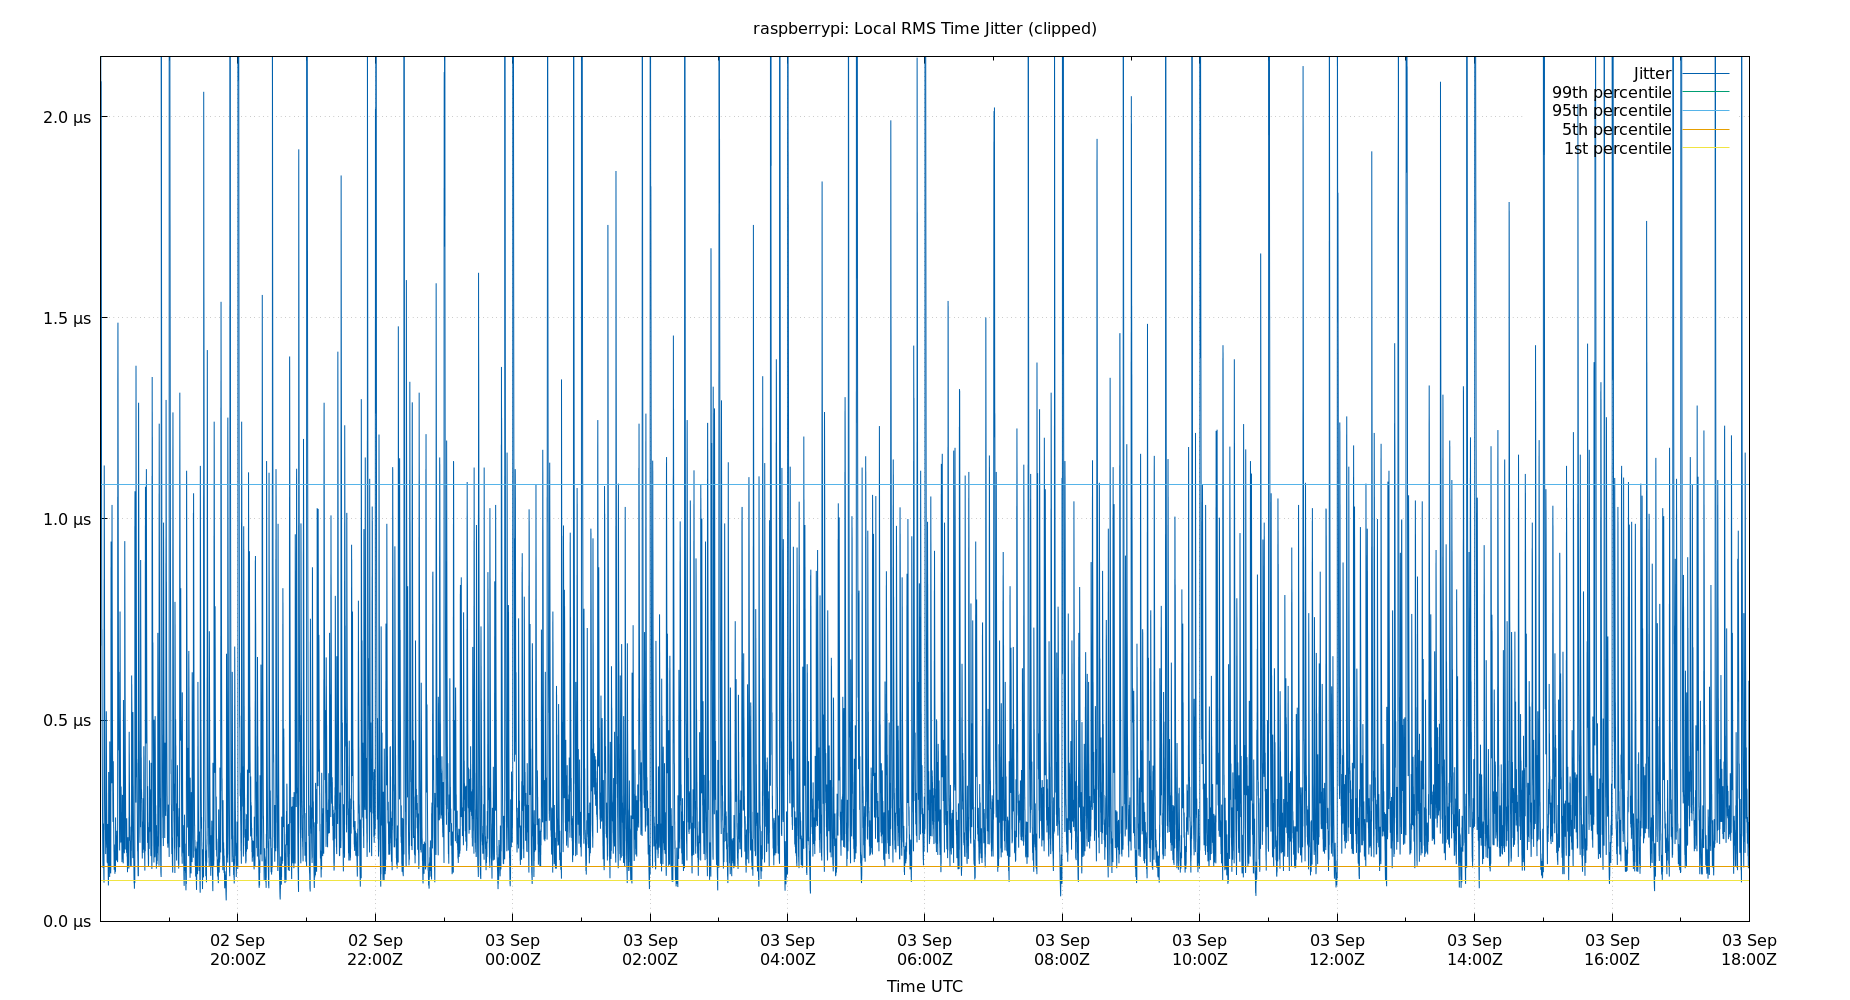 raspberrypi: Local RMS Time Jitter (clipped)
Jitter
99th percentile
95th percentile
5th percentile
1st percentile
2.0 μs
1.5 μs
1.0 μs
0.5 μs
0.0 μs
02 Sep 02 Sep 03 Sep 03 Sep 03 Sep 03 Sep 03 Sep 03 Sep 03 Sep 03 Sep 03 Sep 03 Sep
20:00Z 22:00Z 00:00Z 02:00Z 04:00Z 06:00Z 08:00Z 10:00Z 12:00Z 14:00Z 16:00Z 18:00Z
Time UTC